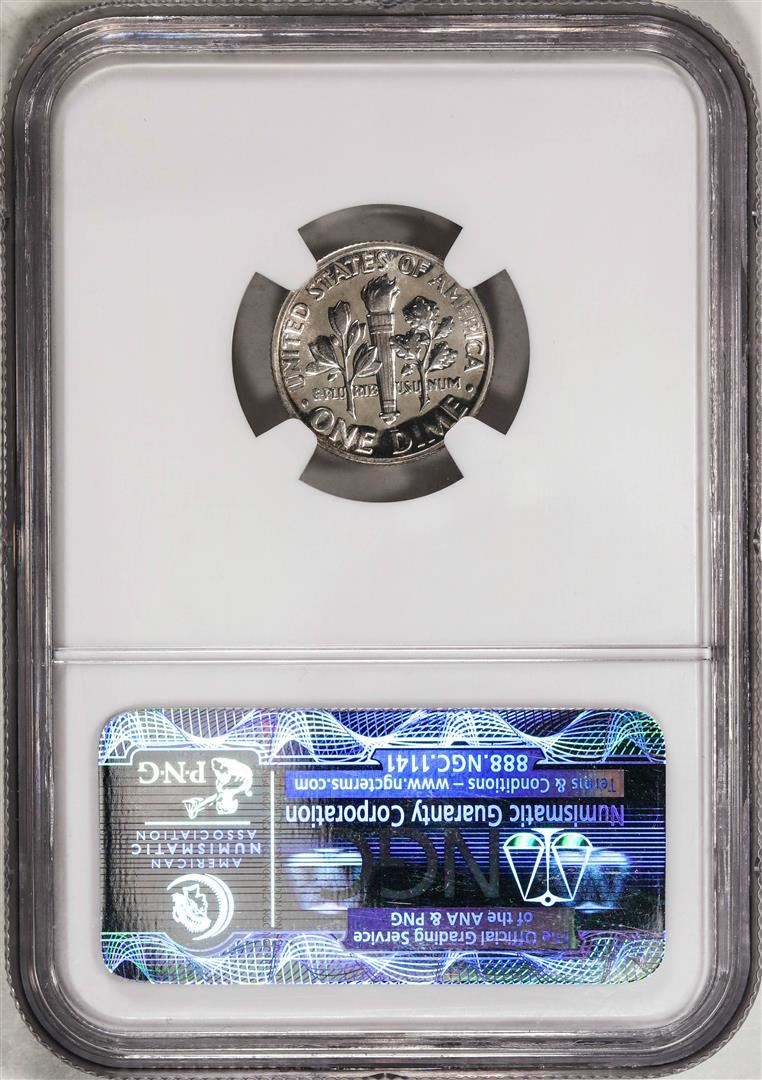 UNITED STATES OF AMERICA
E PLURIBUS UNUM
· ONE DIME ·
The Official Grading Service
of the ANA & PNG
NGC
Numismatic Guaranty Corporation
Terms & Conditions – www.ngcterms.com
888.NGC.1141
AMERICAN
NUMISMATIC
ASSOCIATION
P·N·G